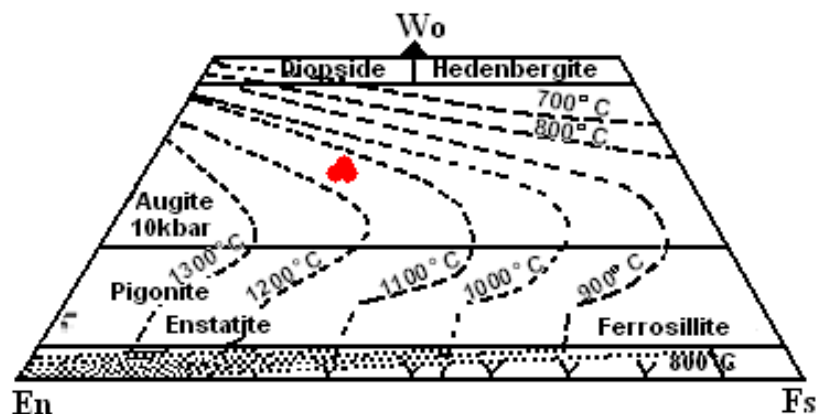 Wo
Diopside Hedenbergite
700° C
800° C
Augite
10kbar
1300°C
1200°C
1100°C
1000°C
900°C
Pigonite
Enstatite
Ferrosillite
800 C
En
Fs